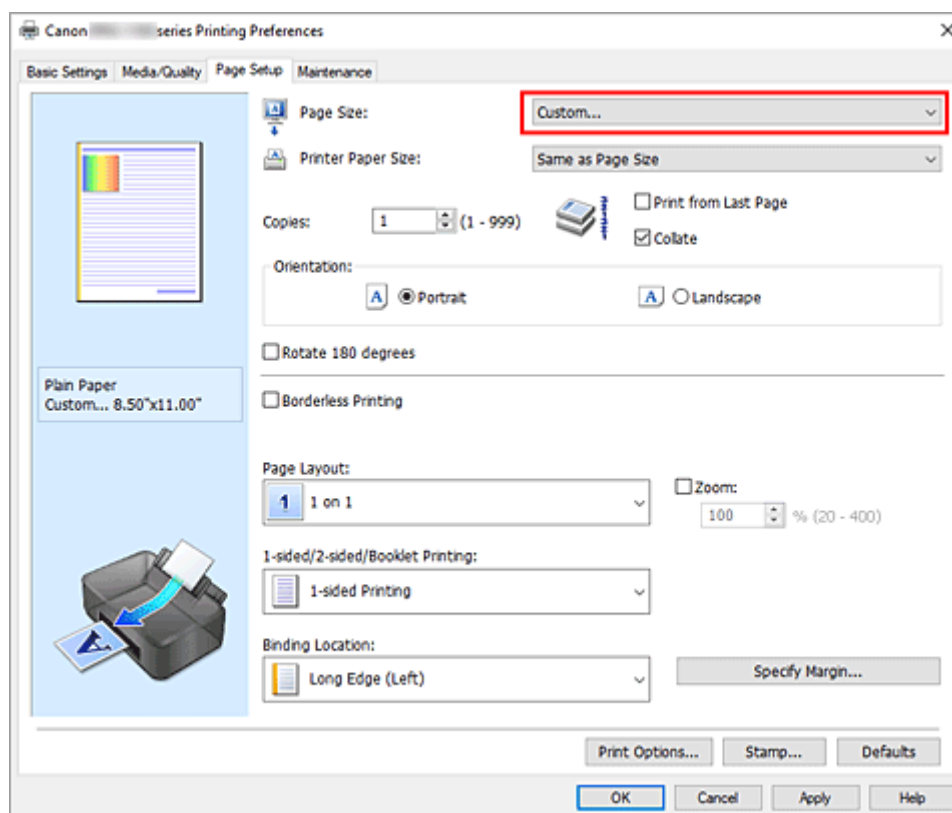 Canon series Printing Preferences
Basic Settings Media/Quality Page Setup Maintenance
Page Size: Custom...
Printer Paper Size: Same as Page Size
Copies: 1 (1 - 999)
Print from Last Page
Collate
Orientation:
A Portrait A Landscape
Rotate 180 degrees
Plain Paper
Custom... 8.50"x11.00"
Borderless Printing
Page Layout:
1 1 on 1
Zoom:
100 % (20 - 400)
1-sided/2-sided/Booklet Printing:
1-sided Printing
Binding Location:
Long Edge (Left)
Specify Margin...
A
Print Options... Stamp... Defaults
OK Cancel Apply Help